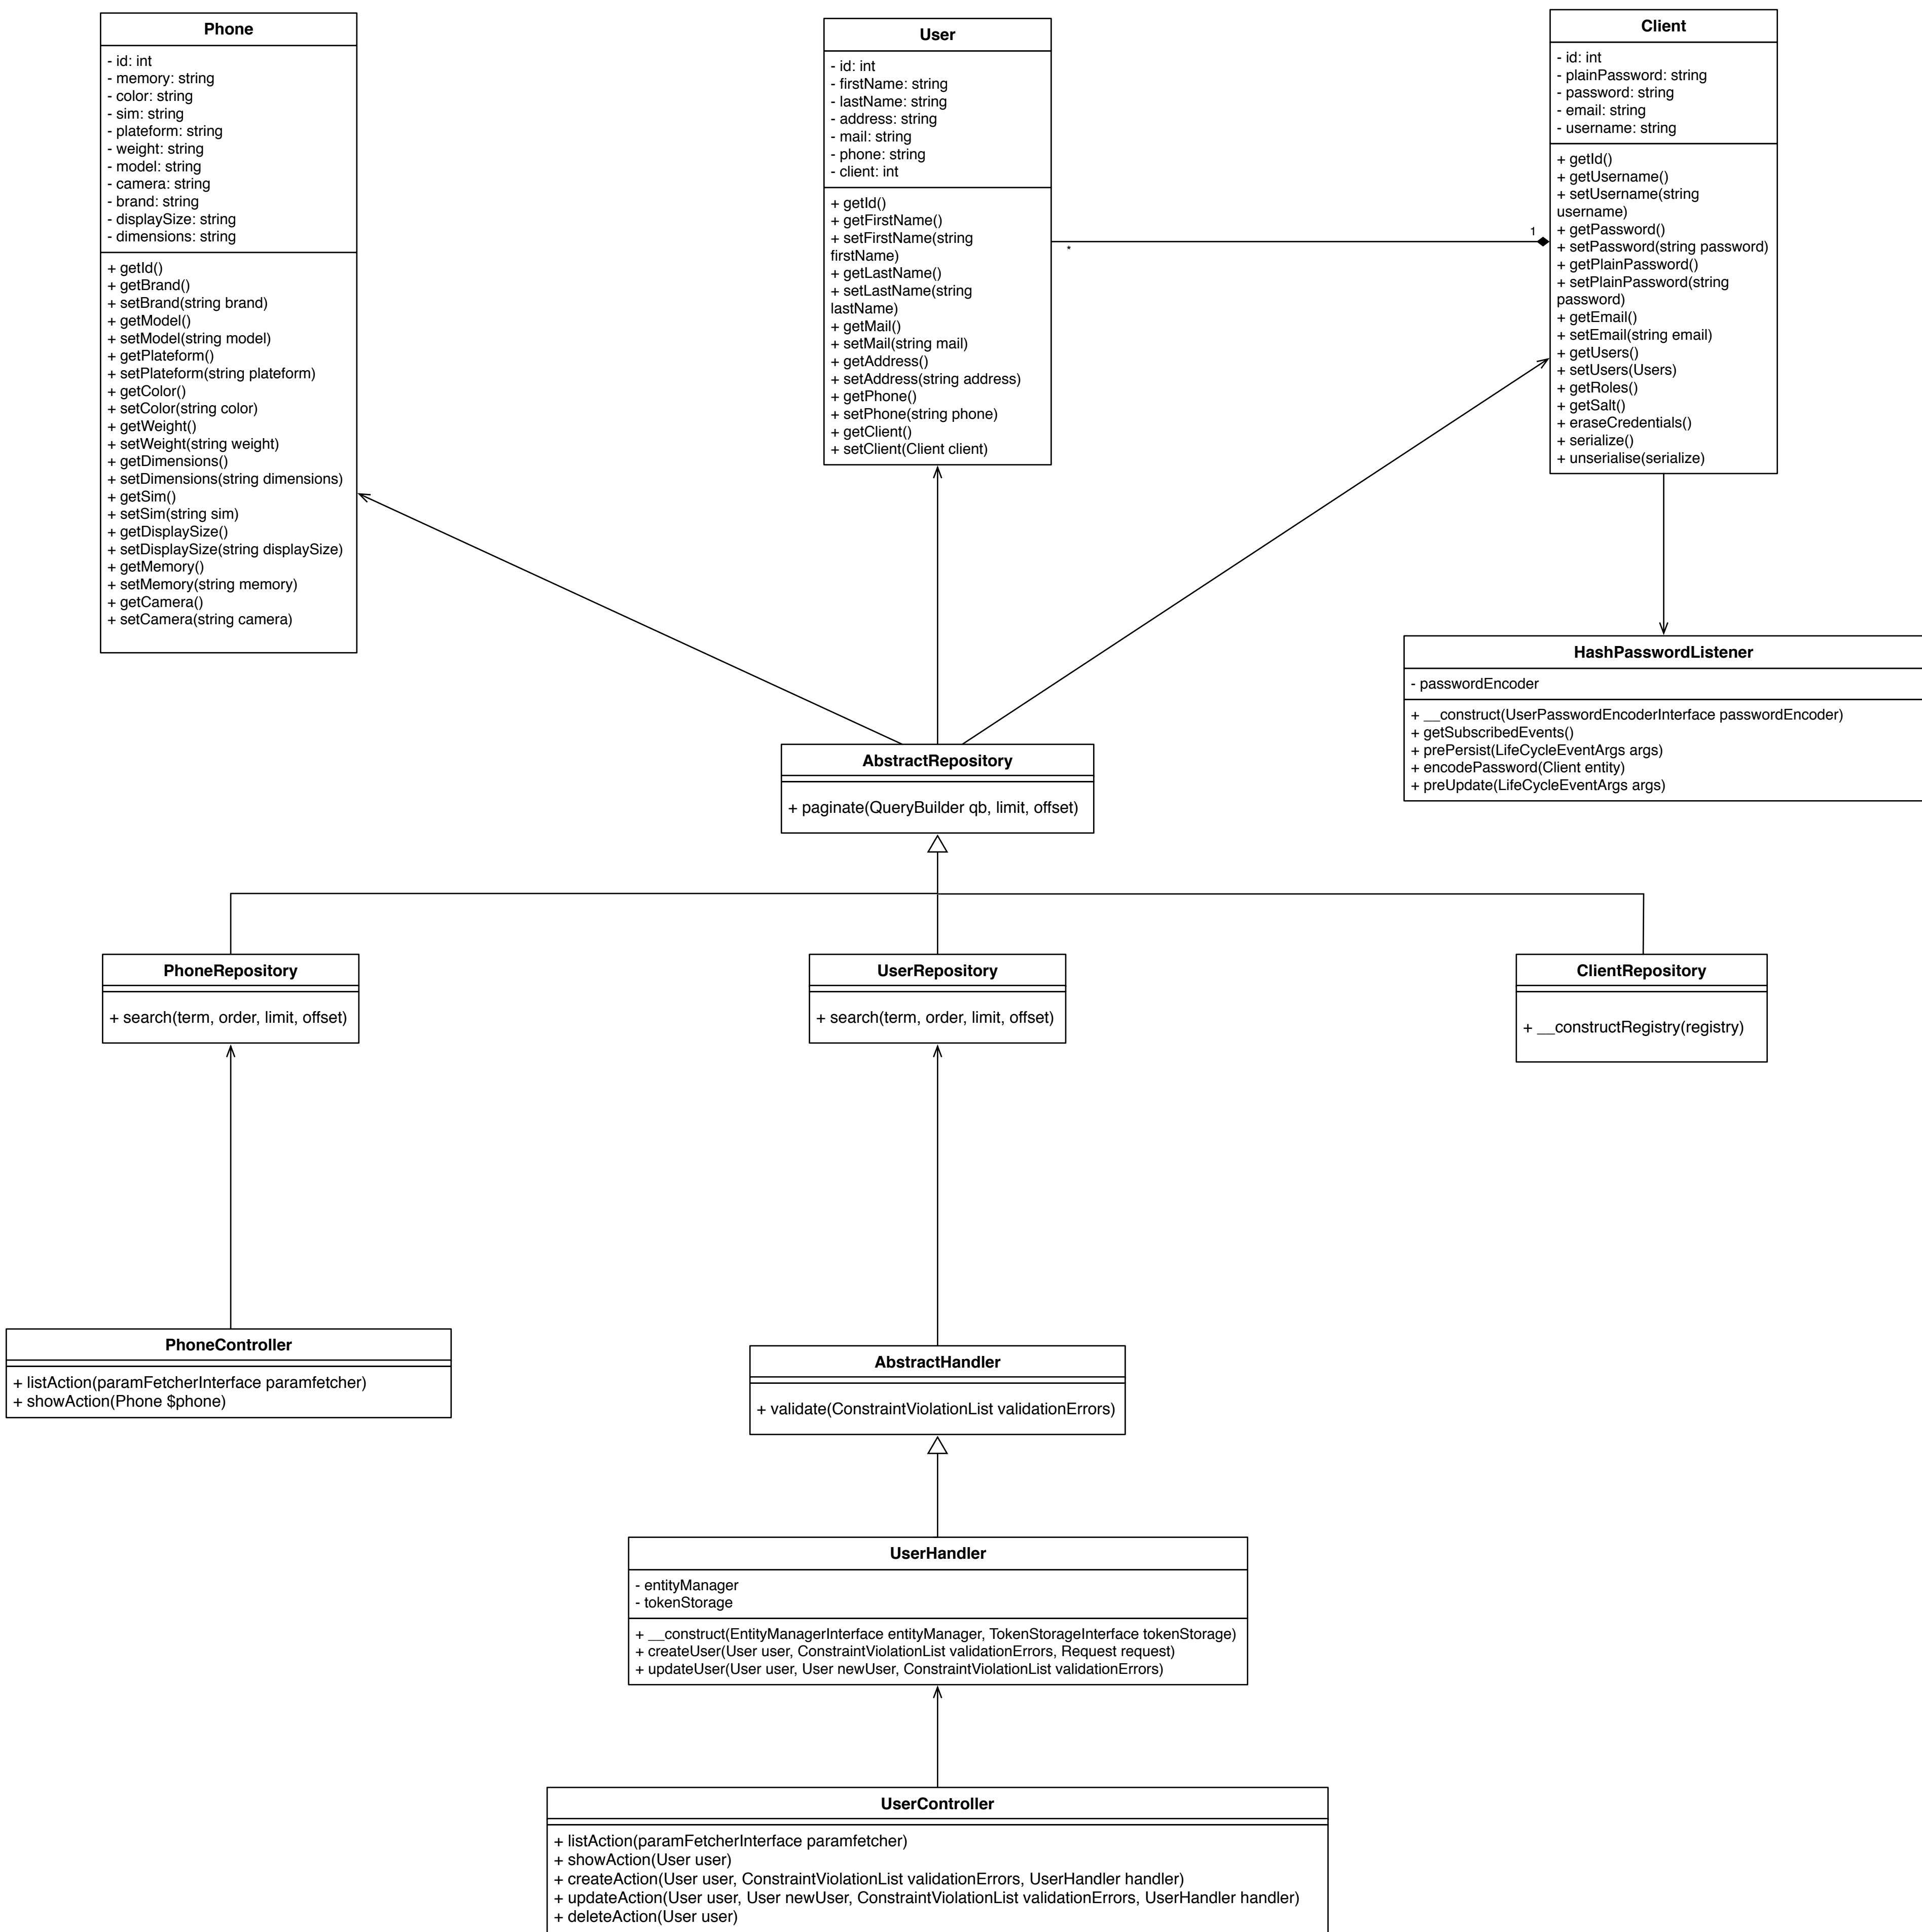 Phone
- id: int
- memory: string
- color: string
- sim: string
- plateform: string
- weight: string
- model: string
- camera: string
- brand: string
- displaySize: string
- dimensions: string
+ getId()
+ getBrand()
+ setBrand(string brand)
+ getModel()
+ setModel(string model)
+ getPlateform()
+ setPlateform(string plateform)
+ getColor()
+ setColor(string color)
+ getWeight()
+ setWeight(string weight)
+ getDimensions()
+ setDimensions(string dimensions)
+ getSim()
+ setSim(string sim)
+ getDisplaySize()
+ setDisplaySize(string displaySize)
+ getMemory()
+ setMemory(string memory)
+ getCamera()
+ setCamera(string camera)
User
- id: int
- firstName: string
- lastName: string
- address: string
- mail: string
- phone: string
- client: int
+ getId()
+ getFirstName()
+ setFirstName(string
firstName)
+ getLastName()
+ setLastName(string
lastName)
+ getMail()
+ setMail(string mail)
+ getAddress()
+ setAddress(string address)
+ getPhone()
+ setPhone(string phone)
+ getClient()
+ setClient(Client client)
*
1
Client
- id: int
- plainPassword: string
- password: string
- email: string
- username: string
+ getId()
+ getUsername()
+ setUsername(string
username)
+ getPassword()
+ setPassword(string password)
+ getPlainPassword()
+ setPlainPassword(string
password)
+ getEmail()
+ setEmail(string email)
+ getUsers()
+ setUsers(Users)
+ getRoles()
+ getSalt()
+ eraseCredentials()
+ serialize()
+ unserialise(serialize)
HashPasswordListener
- passwordEncoder
+ __construct(UserPasswordEncoderInterface passwordEncoder)
+ getSubscribedEvents()
+ prePersist(LifeCycleEventArgs args)
+ encodePassword(Client entity)
+ preUpdate(LifeCycleEventArgs args)
AbstractRepository
+ paginate(QueryBuilder qb, limit, offset)
PhoneRepository
+ search(term, order, limit, offset)
UserRepository
+ search(term, order, limit, offset)
ClientRepository
+ __constructRegistry(registry)
PhoneController
+ listAction(paramFetcherInterface paramfetcher)
+ showAction(Phone $phone)
AbstractHandler
+ validate(ConstraintViolationList validationErrors)
UserHandler
- entityManager
- tokenStorage
+ __construct(EntityManagerInterface entityManager, TokenStorageInterface tokenStorage)
+ createUser(User user, ConstraintViolationList validationErrors, Request request)
+ updateUser(User user, User newUser, ConstraintViolationList validationErrors)
UserController
+ listAction(paramFetcherInterface paramfetcher)
+ showAction(User user)
+ createAction(User user, ConstraintViolationList validationErrors, UserHandler handler)
+ updateAction(User user, User newUser, ConstraintViolationList validationErrors, UserHandler handler)
+ deleteAction(User user)